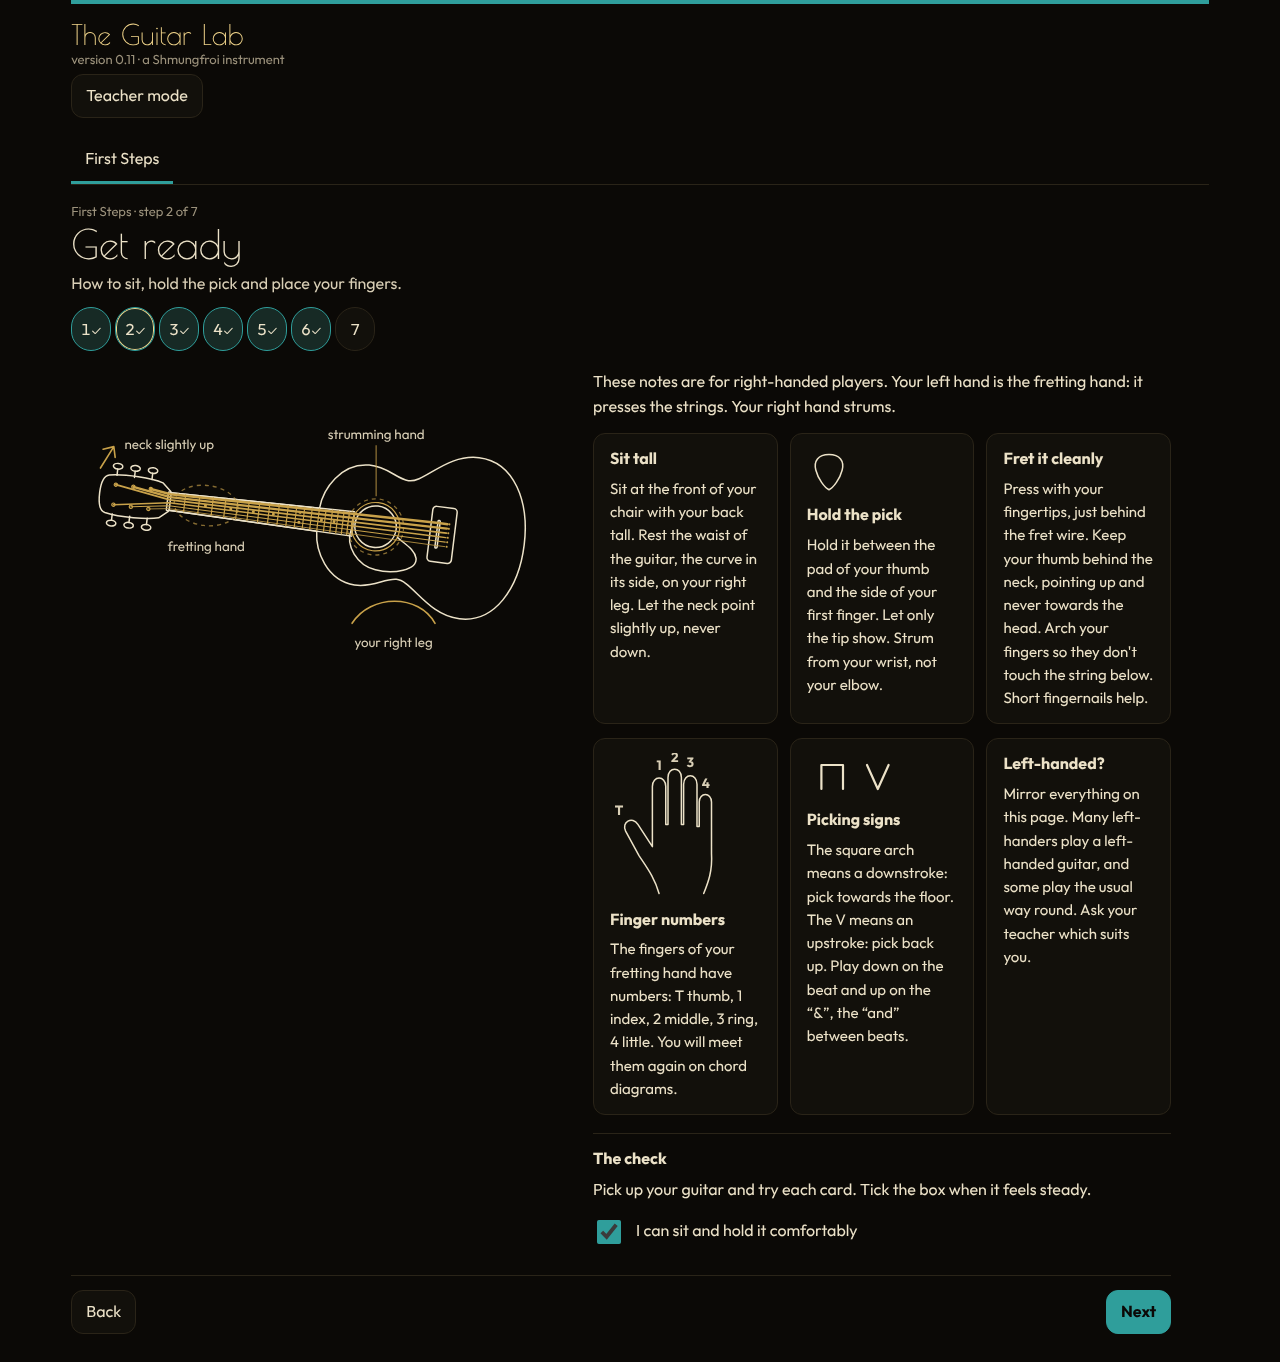 The Guitar Lab
version 0.11 · a Shmungfroi instrument
Teacher mode
First Steps
First Steps · step 2 of 7
Get ready
How to sit, hold the pick and place your fingers.
1✓ 2✓ 3✓ 4✓ 5✓ 6✓ 7
neck slightly up
strumming hand
fretting hand
your right leg
These notes are for right-handed players. Your left hand is the fretting hand: it
presses the strings. Your right hand strums.
Sit tall
Sit at the front of your
chair with your back
tall. Rest the waist of
the guitar, the curve in
its side, on your right
leg. Let the neck point
slightly up, never
down.
Hold the pick
Hold it between the
pad of your thumb
and the side of your
first finger. Let only
the tip show. Strum
from your wrist, not
your elbow.
Fret it cleanly
Press with your
fingertips, just behind
the fret wire. Keep
your thumb behind the
neck, pointing up and
never towards the
head. Arch your
fingers so they don't
touch the string below.
Short fingernails help.
T 1 2 3 4
Finger numbers
The fingers of your
fretting hand have
numbers: T thumb, 1
index, 2 middle, 3 ring,
4 little. You will meet
them again on chord
diagrams.
Picking signs
The square arch
means a downstroke:
pick towards the floor.
The V means an
upstroke: pick back
up. Play down on the
beat and up on the
“&”, the “and”
between beats.
Left-handed?
Mirror everything on
this page. Many left-
handers play a left-
handed guitar, and
some play the usual
way round. Ask your
teacher which suits
you.
The check
Pick up your guitar and try each card. Tick the box when it feels steady.
I can sit and hold it comfortably
Back
Next